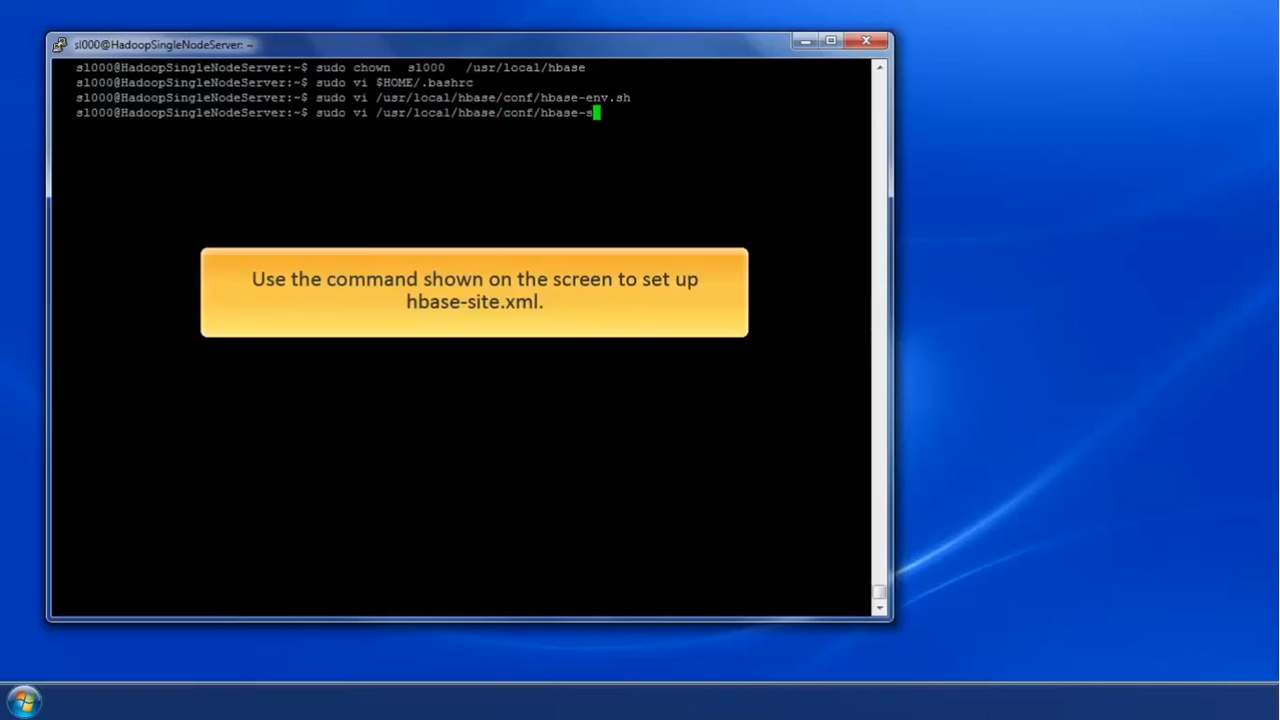 sl000@HadoopSingleNodeServer: ~
sl000@HadoopSingleNodeServer:~$ sudo chown  sl000  /usr/local/hbase
sl000@HadoopSingleNodeServer:~$ sudo vi $HOME/.bashrc
sl000@HadoopSingleNodeServer:~$ sudo vi /usr/local/hbase/conf/hbase-env.sh
sl000@HadoopSingleNodeServer:~$ sudo vi /usr/local/hbase/conf/hbase-s
Use the command shown on the screen to set up
hbase-site.xml.